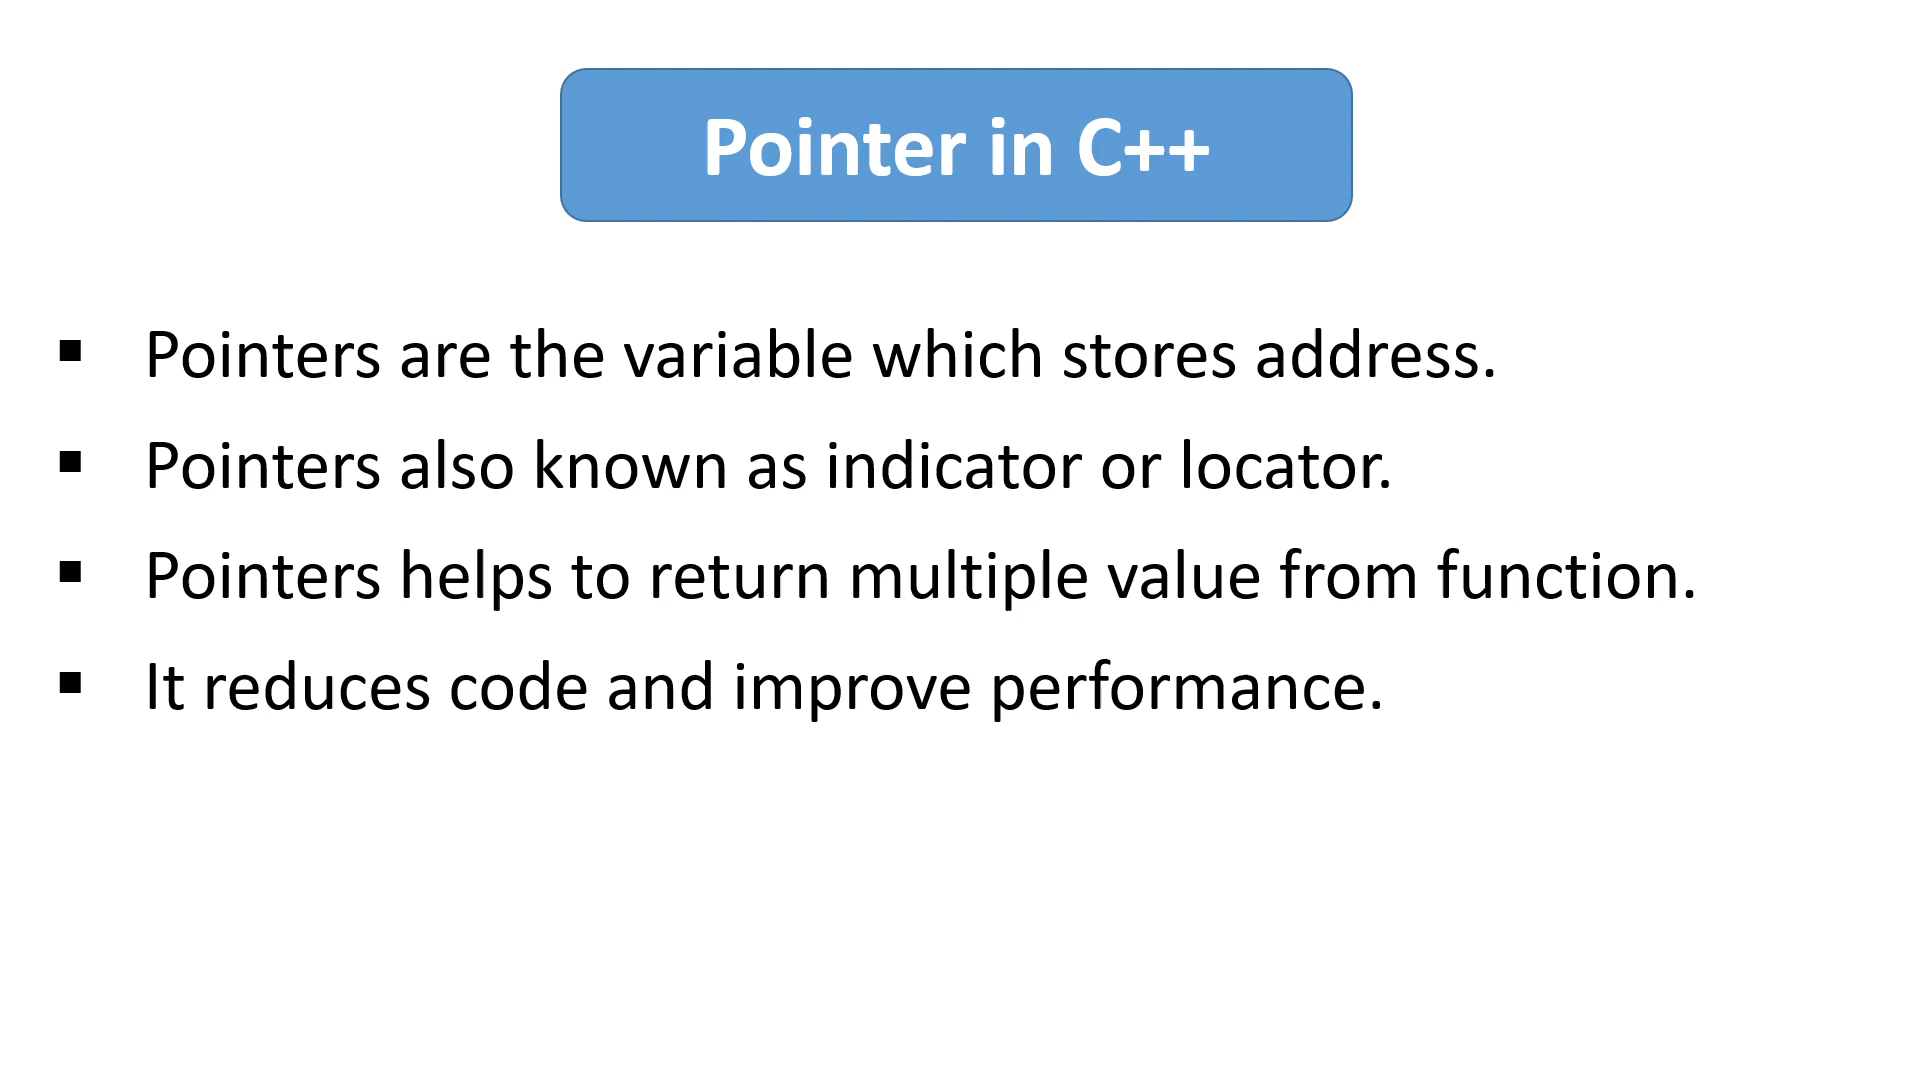 Pointer in C++
▪ Pointers are the variable which stores address.
▪ Pointers also known as indicator or locator.
▪ Pointers helps to return multiple value from function.
▪ It reduces code and improve performance.